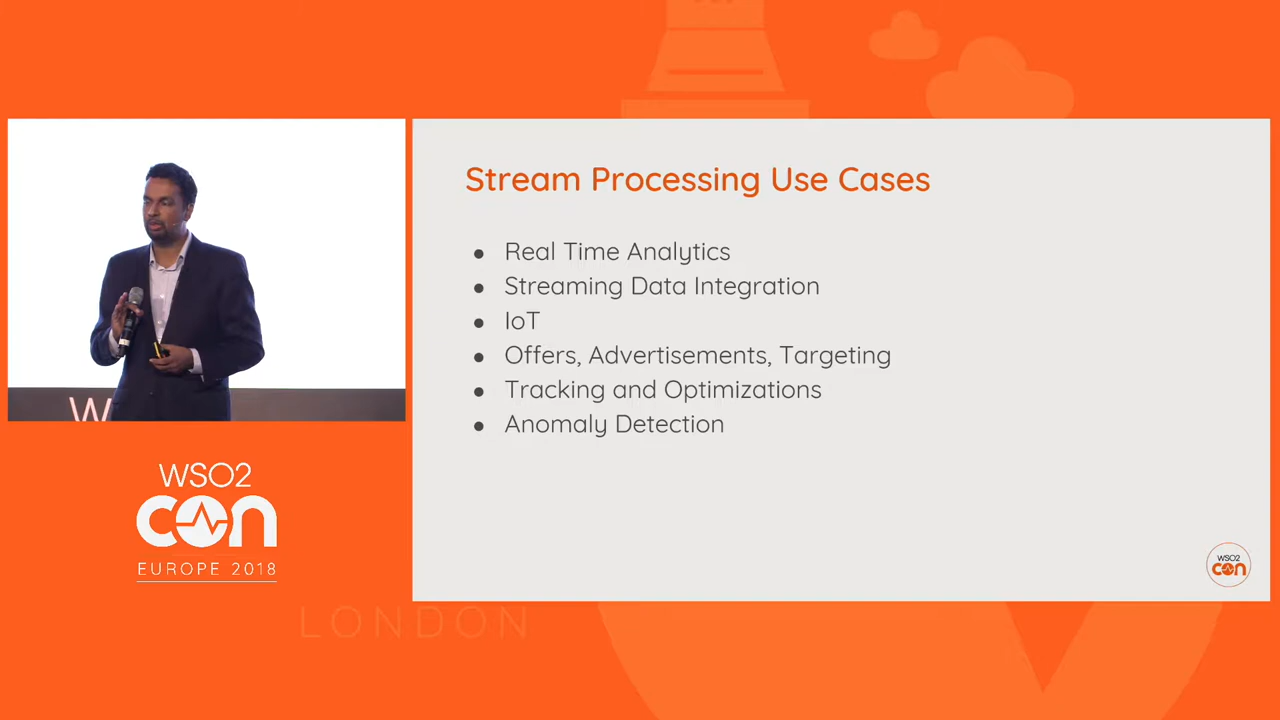 Stream Processing Use Cases
● Real Time Analytics
● Streaming Data Integration
● IoT
● Offers, Advertisements, Targeting
● Tracking and Optimizations
● Anomaly Detection
W
WSO2
con
EUROPE 2018
WSO2
con
LONDON